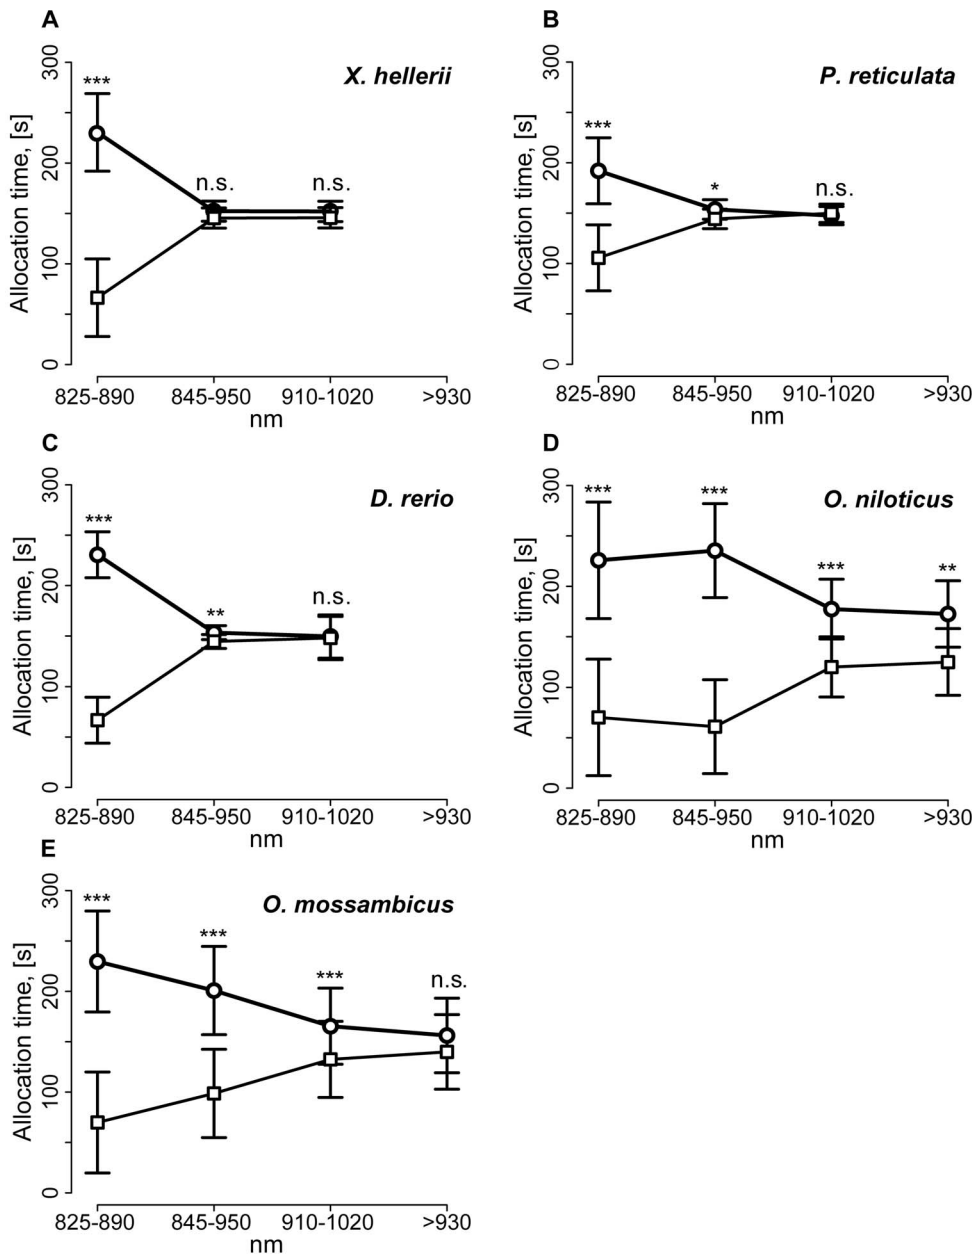 A
X. hellerii
Allocation time, [s]
300
200
100
0
***
n.s.
n.s.
825-890
845-950
910-1020
>930
nm
B
P. reticulata
Allocation time, [s]
300
200
100
0
***
*
n.s.
825-890
845-950
910-1020
>930
nm
C
D. rerio
Allocation time, [s]
300
200
100
0
***
**
n.s.
825-890
845-950
910-1020
>930
nm
D
O. niloticus
Allocation time, [s]
300
200
100
0
***
***
***
**
825-890
845-950
910-1020
>930
nm
E
O. mossambicus
Allocation time, [s]
300
200
100
0
***
***
***
n.s.
825-890
845-950
910-1020
>930
nm